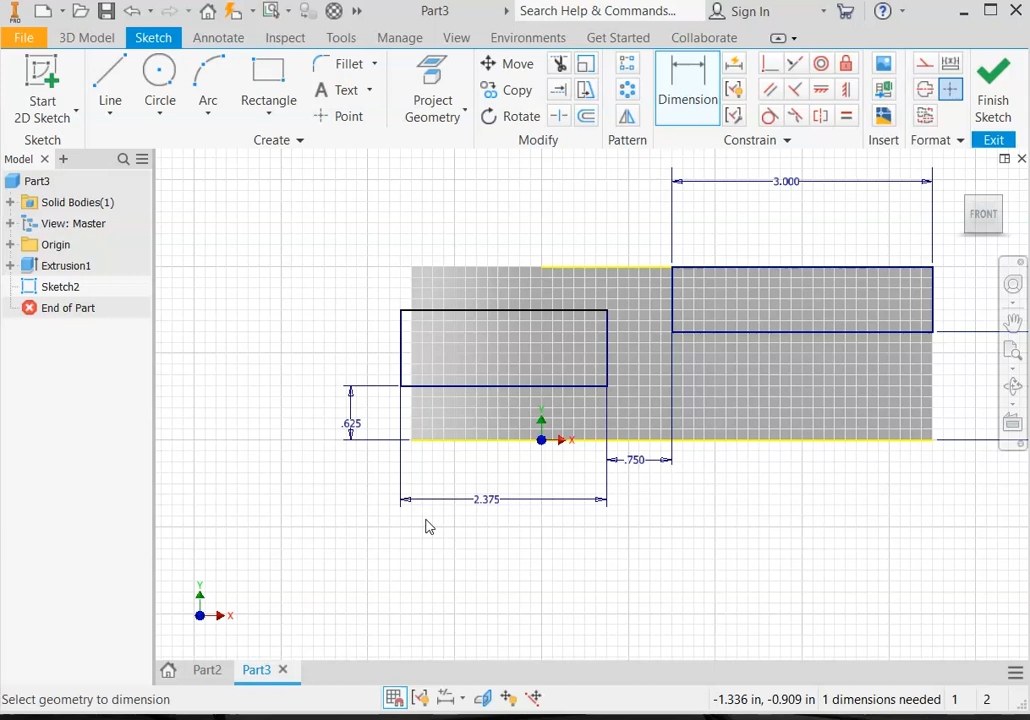 PRO
Part3
Search Help & Commands...
Sign In
File
3D Model
Sketch
Annotate
Inspect
Tools
Manage
View
Environments
Get Started
Collaborate
Start
2D Sketch
Line
Circle
Arc
Rectangle
Fillet
Text
Point
Project
Geometry
Move
Copy
Rotate
Dimension
Finish
Sketch
Sketch
Create
Modify
Pattern
Constrain
Insert
Format
Exit
Model
Part3
Solid Bodies(1)
View: Master
Origin
Extrusion1
Sketch2
End of Part
3.000
FRONT
.625
Y
X
.750
2.375
Y
X
Part2
Part3
Select geometry to dimension
-1.336 in, -0.909 in
1 dimensions needed
1
2